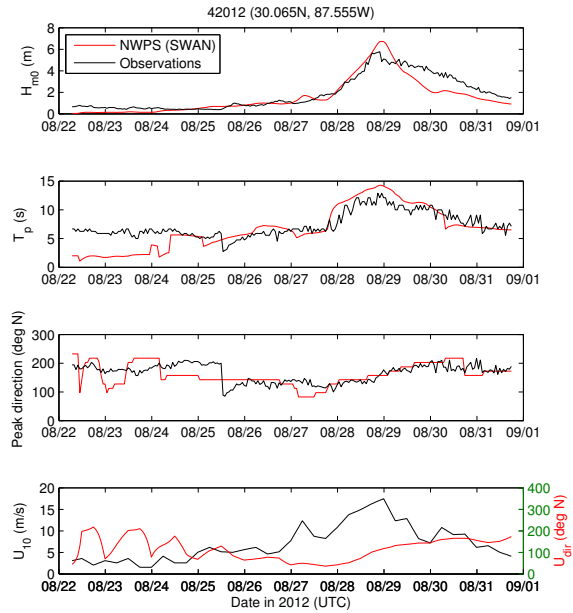 42012 (30.065N, 87.555W)
8
6
4
2
0
H_m0 (m)
NWPS (SWAN)
Observations
08/22 08/23 08/24 08/25 08/26 08/27 08/28 08/29 08/30 08/31 09/01
15
10
5
0
T_p (s)
08/22 08/23 08/24 08/25 08/26 08/27 08/28 08/29 08/30 08/31 09/01
300
200
100
0
Peak direction (deg N)
08/22 08/23 08/24 08/25 08/26 08/27 08/28 08/29 08/30 08/31 09/01
20
15
10
5
0
U_10 (m/s)
400
300
200
100
0
U_dir (deg N)
08/22 08/23 08/24 08/25 08/26 08/27 08/28 08/29 08/30 08/31 09/01
Date in 2012 (UTC)